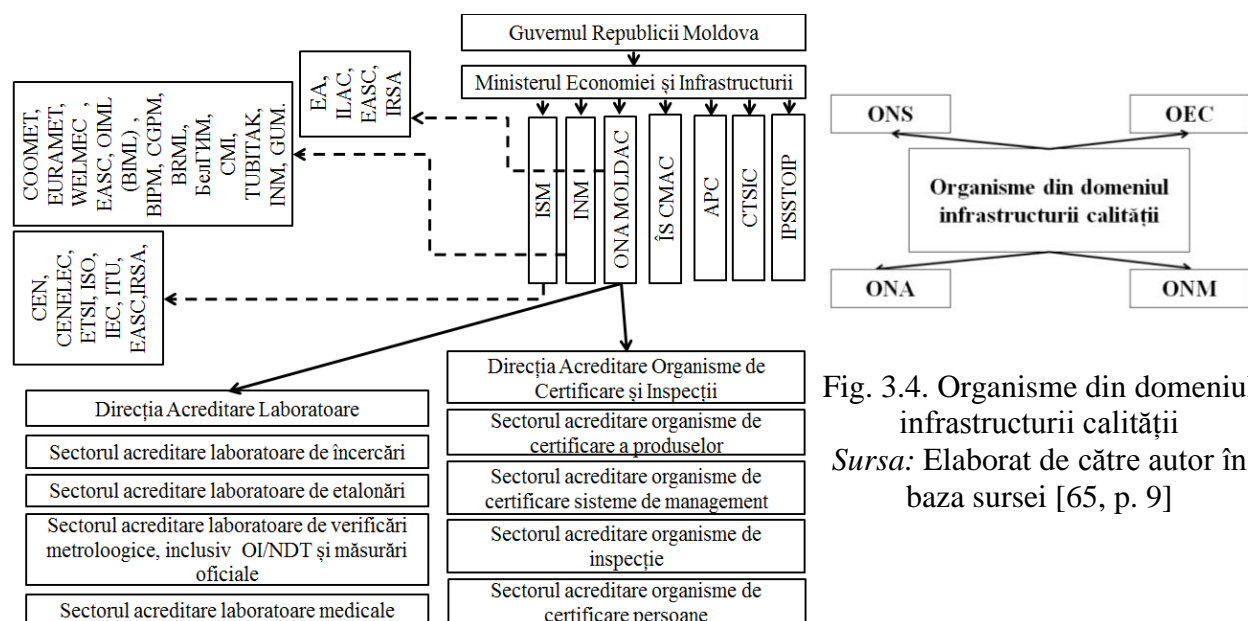 Guvernul Republicii Moldova
Ministerul Economiei și Infrastructurii
EA,
ILAC,
EASC,
IRSA
COOMET,
EURAMET,
WELMEC ,
EASC, OIML
(BIML) ,
BIPM, CGPM,
BRML,
БелГИМ,
CMI,
TUBITAK,
INM, GUM.
CEN,
CENELEC,
ETSI, ISO,
IEC, ITU,
EASC,IRSA,
ISM
INM
ONA MOLDAC
ÎS CMAC
APC
CTSIC
IPSSTOIP
Direcția Acreditare Laboratoare
Sectorul acreditare laboratoare de încercări
Sectorul acreditare laboratoare de etalonări
Sectorul acreditare laboratoare de verificări
metroloogice, inclusiv OI/NDT și măsurări
oficiale
Sectorul acreditare laboratoare medicale
Direcția Acreditare Organisme de
Certificare și Inspecții
Sectorul acreditare organisme de
certificare a produselor
Sectorul acreditare organisme de
certificare sisteme de management
Sectorul acreditare organisme de
inspecție
Sectorul acreditare organisme de
certificare persoane
ONS
OEC
Organisme din domeniul
infrastructurii calității
ONA
ONM
Fig. 3.4. Organisme din domeniul
infrastructurii calității
Sursa: Elaborat de către autor în
baza sursei [65, p. 9]